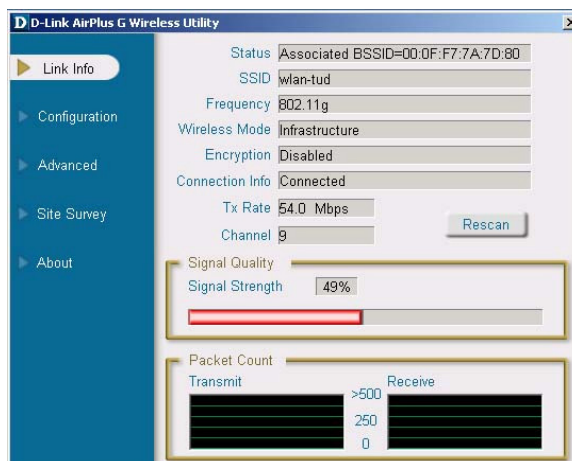 D D-Link AirPlus G Wireless Utility
Link Info
Configuration
Advanced
Site Survey
About
Status Associated BSSID=00:0F:F7:7A:7D:80
SSID wlan-tud
Frequency 802.11g
Wireless Mode Infrastructure
Encryption Disabled
Connection Info Connected
Tx Rate 54.0 Mbps
Channel 9
Rescan
Signal Quality
Signal Strength 49%
Packet Count
Transmit Receive
>500
250
0